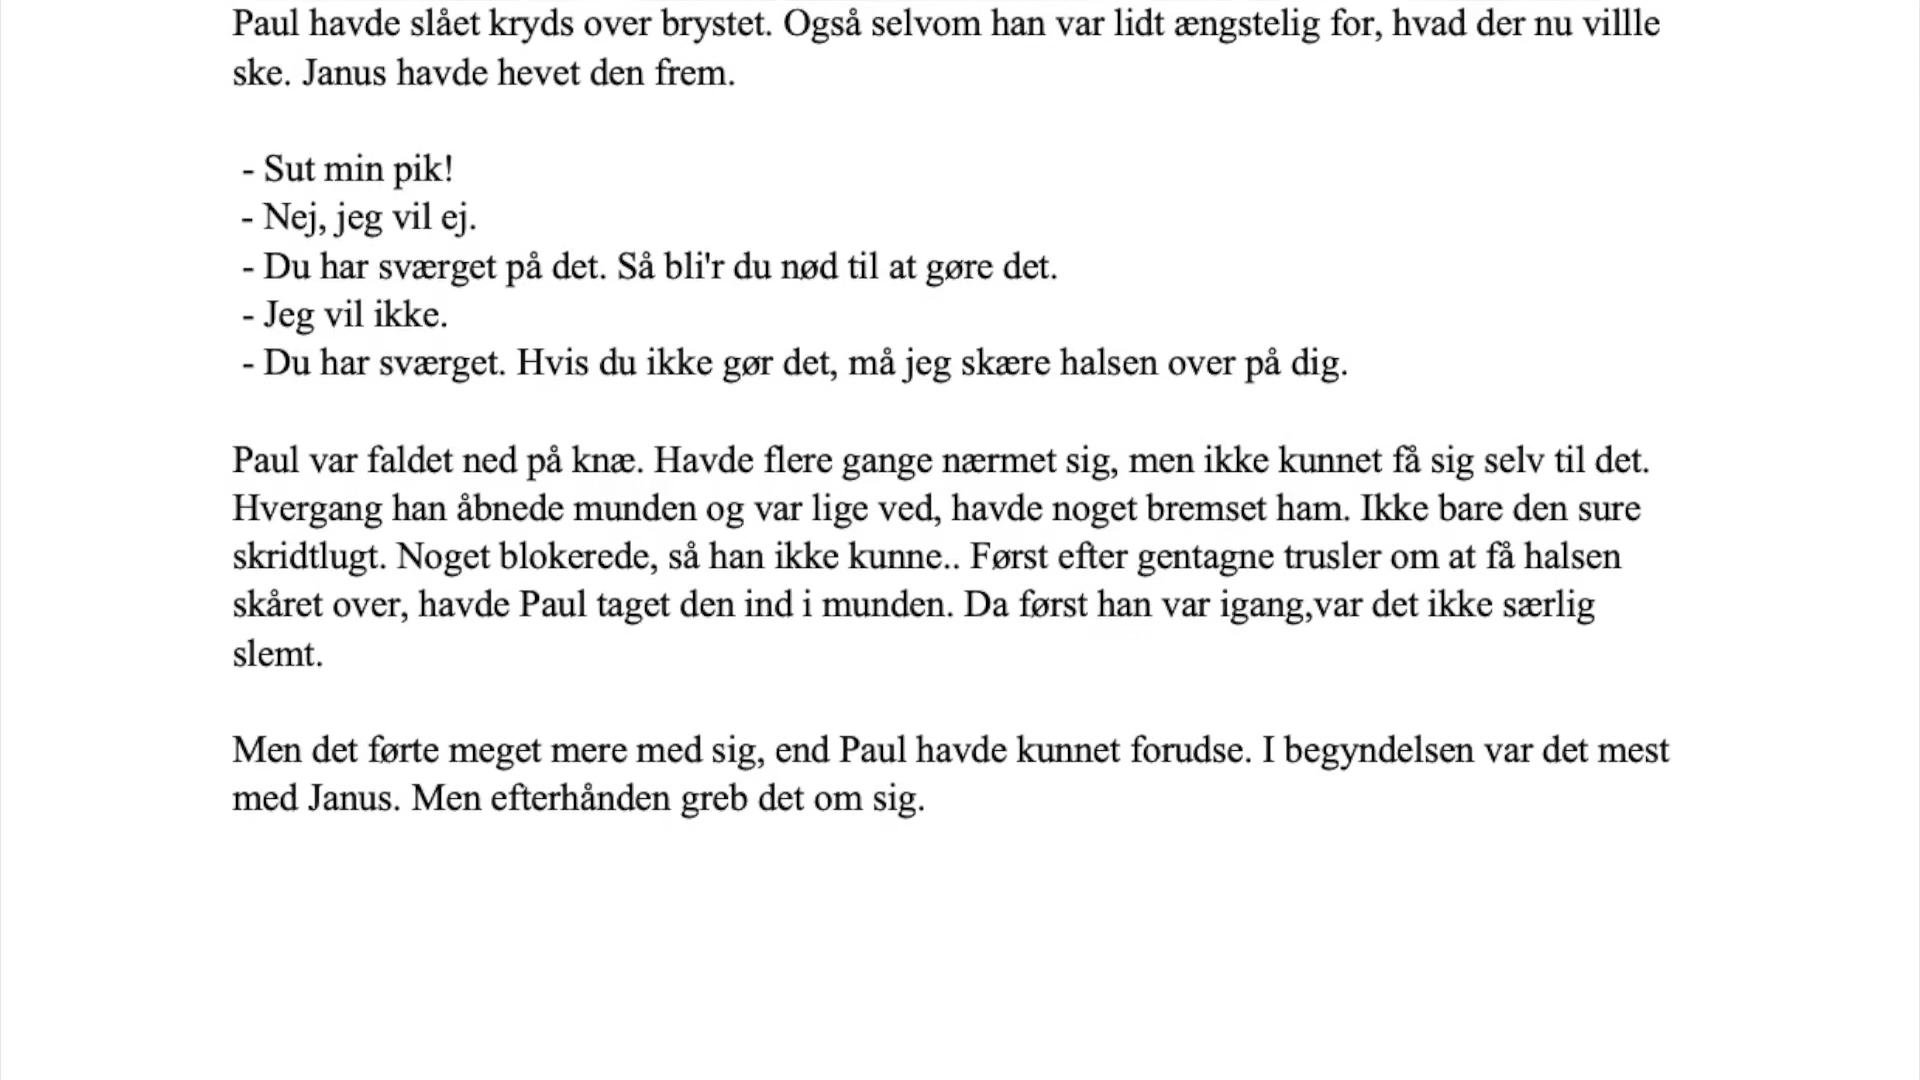 Paul havde slået kryds over brystet. Også selvom han var lidt ængstelig for, hvad der nu villle
ske. Janus havde hevet den frem.
- Sut min pik!
- Nej, jeg vil ej.
- Du har sværget på det. Så bli'r du nød til at gøre det.
- Jeg vil ikke.
- Du har sværget. Hvis du ikke gør det, må jeg skære halsen over på dig.
Paul var faldet ned på knæ. Havde flere gange nærmet sig, men ikke kunnet få sig selv til det.
Hvergang han åbnede munden og var lige ved, havde noget bremset ham. Ikke bare den sure
skridtlugt. Noget blokerede, så han ikke kunne.. Først efter gentagne trusler om at få halsen
skåret over, havde Paul taget den ind i munden. Da først han var igang,var det ikke særlig
slemt.
Men det førte meget mere med sig, end Paul havde kunnet forudse. I begyndelsen var det mest
med Janus. Men efterhånden greb det om sig.